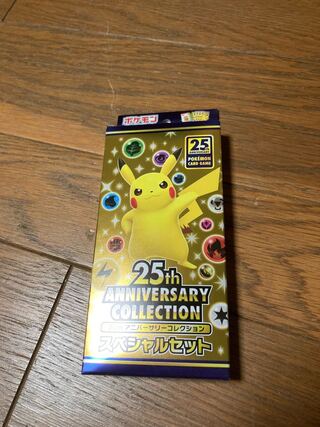 ポケモン
25
ANNIVERSARY
POKÉMON
CARD GAME
25th
ANNIVERSARY
COLLECTION
アニバーサリーコレクション
スペシャルセット